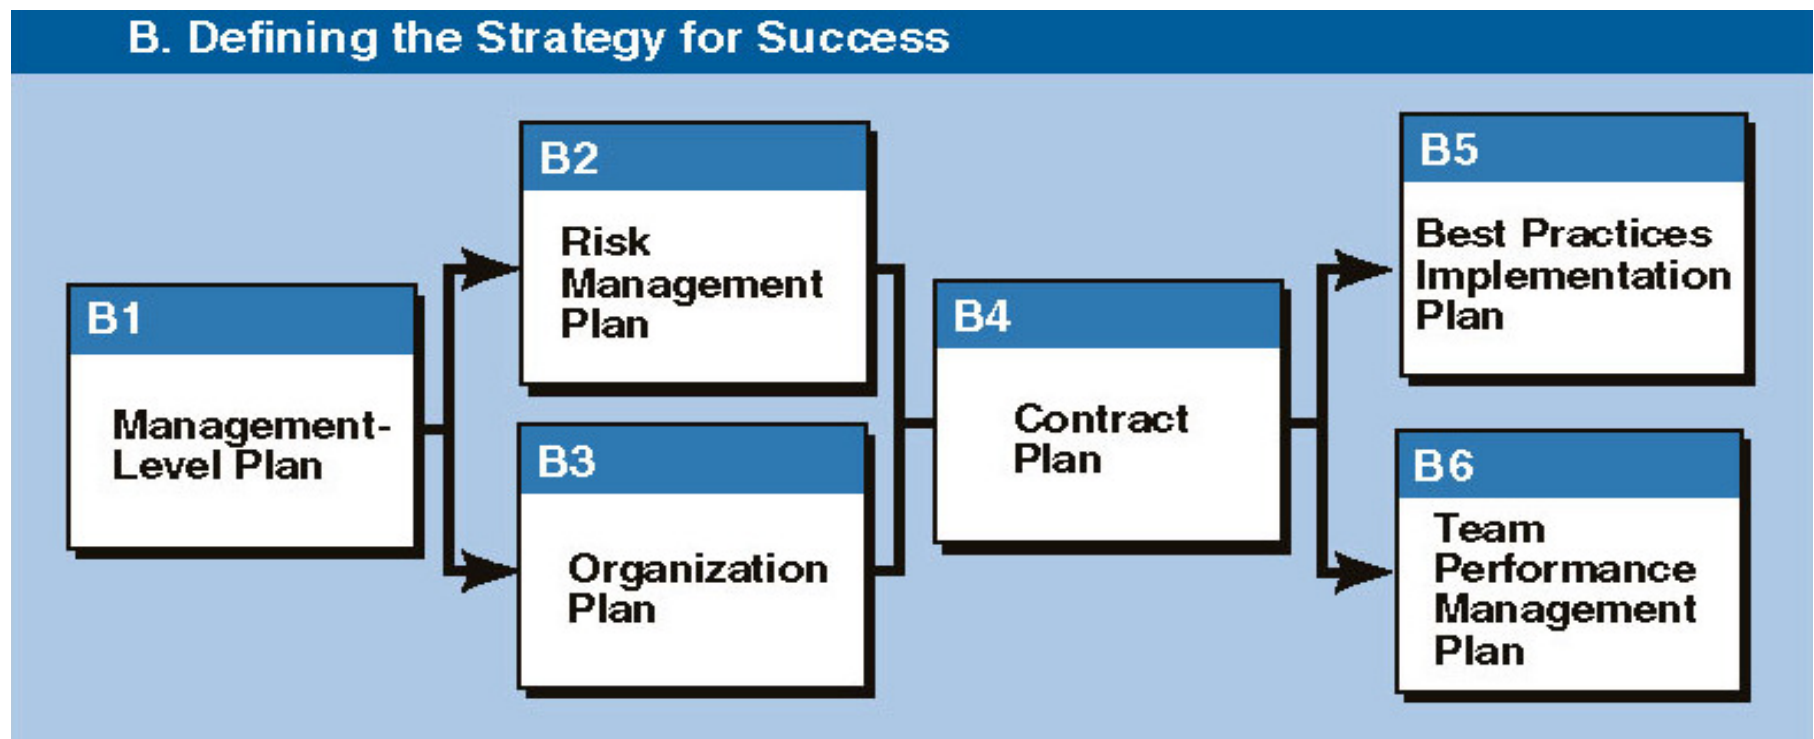 B. Defining the Strategy for Success
B1
Management-
Level Plan
B2
Risk
Management
Plan
B3
Organization
Plan
B4
Contract
Plan
B5
Best Practices
Implementation
Plan
B6
Team
Performance
Management
Plan